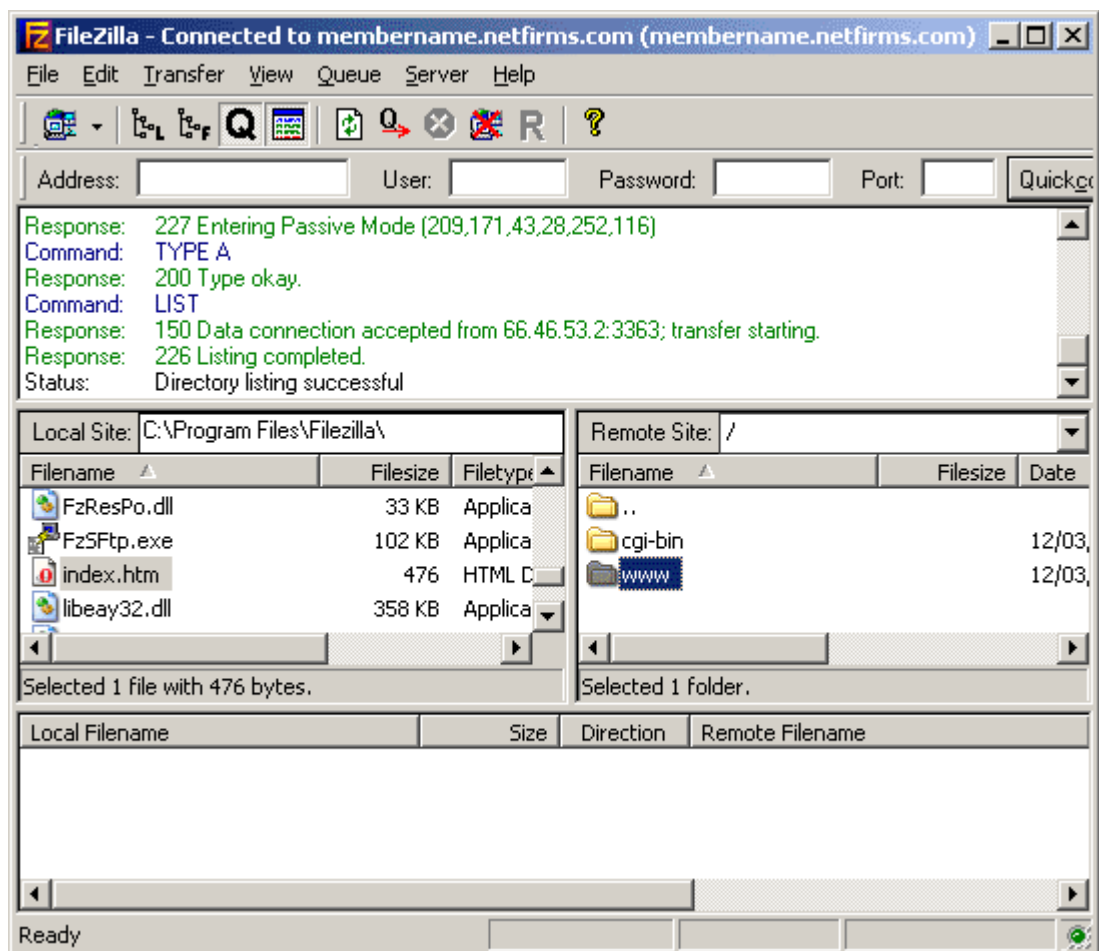 FileZilla - Connected to membername.netfirms.com (membername.netfirms.com)
File Edit Transfer View Queue Server Help
L F Q Q R ?
Address: User: Password: Port: Quickco
Response: 227 Entering Passive Mode (209,171,43,28,252,116)
Command: TYPE A
Response: 200 Type okay.
Command: LIST
Response: 150 Data connection accepted from 66.46.53.2:3363; transfer starting.
Response: 226 Listing completed.
Status: Directory listing successful
Local Site: C:\Program Files\Filezilla\ Remote Site: /
Filename Filesize Filetype Filename Filesize Date
FzResPo.dll 33 KB Applica ..
FzSFtp.exe 102 KB Applica cgi-bin 12/03,
index.htm 476 HTML D www 12/03,
libeay32.dll 358 KB Applica
Selected 1 file with 476 bytes. Selected 1 folder.
Local Filename Size Direction Remote Filename
Ready